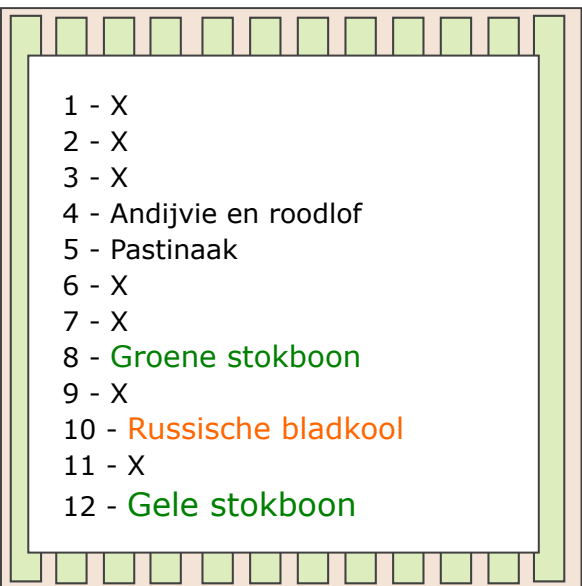 1 - X
2 - X
3 - X
4 - Andijvie en roodlof
5 - Pastinaak
6 - X
7 - X
8 - Groene stokboon
9 - X
10 - Russische bladkool
11 - X
12 - Gele stokboon